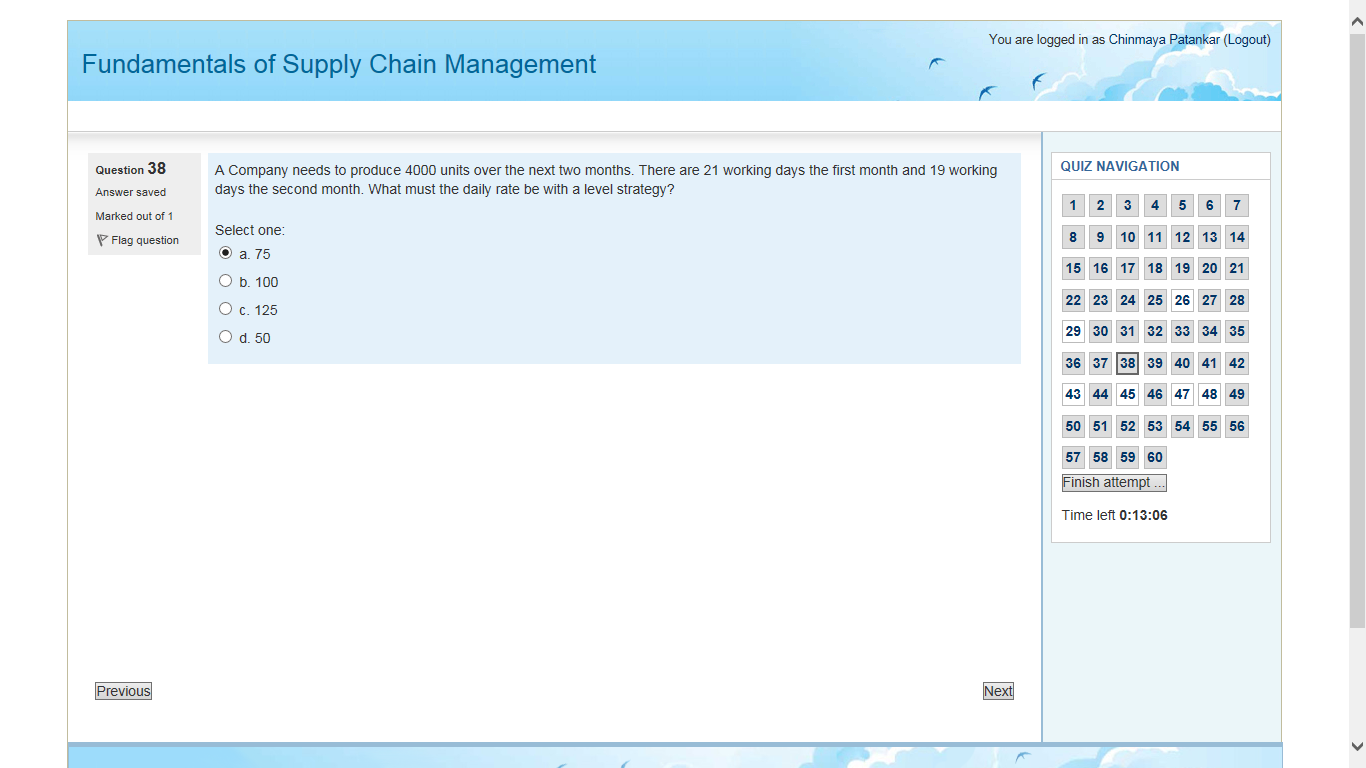 You are logged in as Chinmaya Patankar (Logout)
Fundamentals of Supply Chain Management
Question 38
Answer saved
Marked out of 1
Flag question
A Company needs to produce 4000 units over the next two months. There are 21 working days the first month and 19 working
days the second month. What must the daily rate be with a level strategy?
Select one:
a. 75
b. 100
c. 125
d. 50
Previous
Next
QUIZ NAVIGATION
1 2 3 4 5 6 7
8 9 10 11 12 13 14
15 16 17 18 19 20 21
22 23 24 25 26 27 28
29 30 31 32 33 34 35
36 37 38 39 40 41 42
43 44 45 46 47 48 49
50 51 52 53 54 55 56
57 58 59 60
Finish attempt ...
Time left 0:13:06